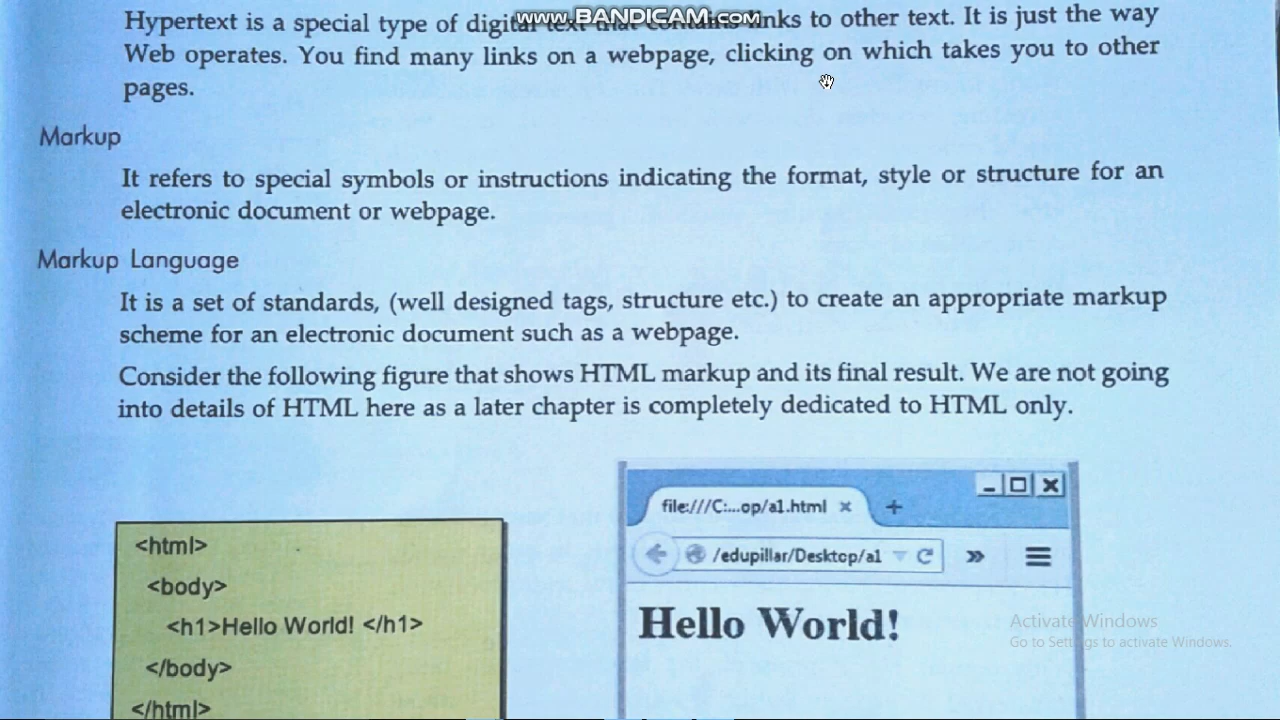 www.BANDICAM.com
Hypertext is a special type of digital text that contains links to other text. It is just the way
Web operates. You find many links on a webpage, clicking on which takes you to other
pages.
Markup
It refers to special symbols or instructions indicating the format, style or structure for an
electronic document or webpage.
Markup Language
It is a set of standards, (well designed tags, structure etc.) to create an appropriate markup
scheme for an electronic document such as a webpage.
Consider the following figure that shows HTML markup and its final result. We are not going
into details of HTML here as a later chapter is completely dedicated to HTML only.
<html>
<body>
<h1>Hello World! </h1>
</body>
</html>
file:///C:...op/a1.html
/edupillar/Desktop/a1
Hello World!
Activate Windows
Go to Settings to activate Windows.